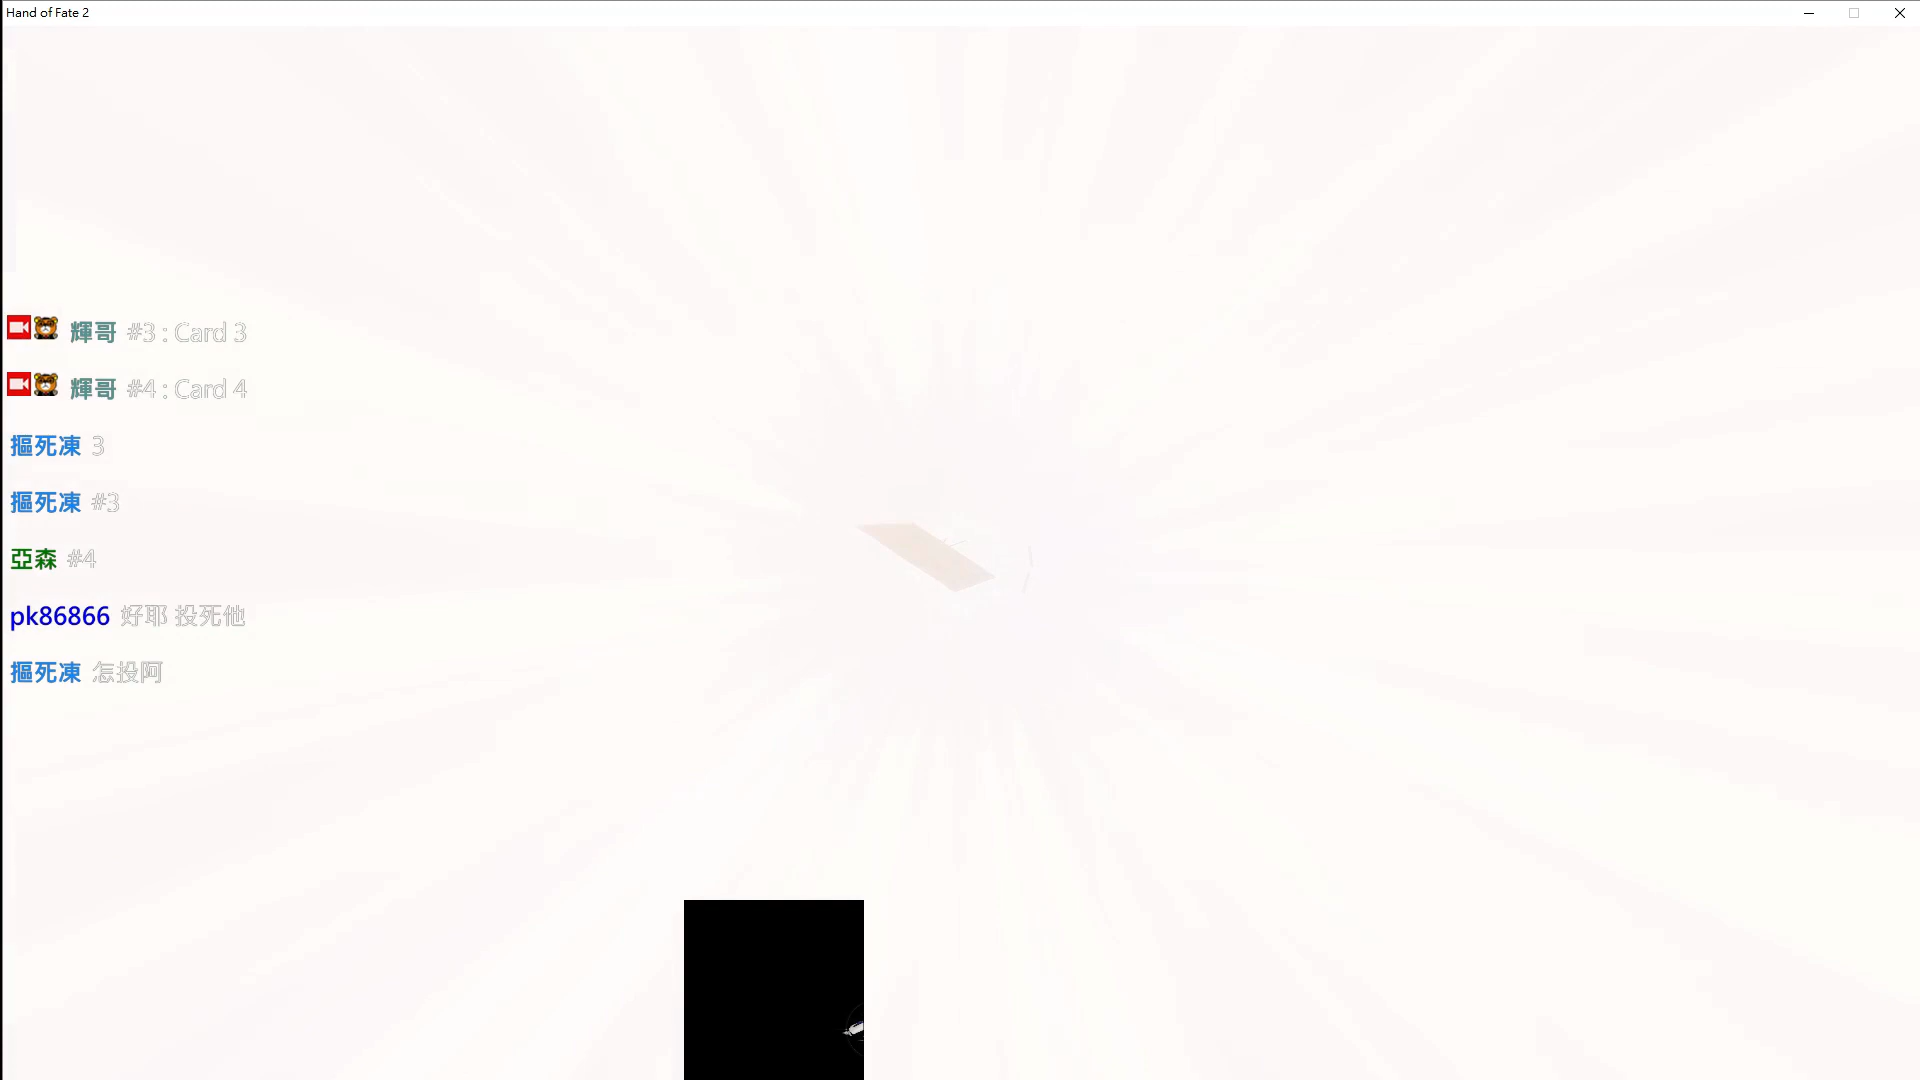 Hand of Fate 2
輝哥 #3 : Card 3
輝哥 #4 : Card 4
摳死凍 3
摳死凍 #3
亞森 #4
pk86866 好耶 投死他
摳死凍 怎投阿